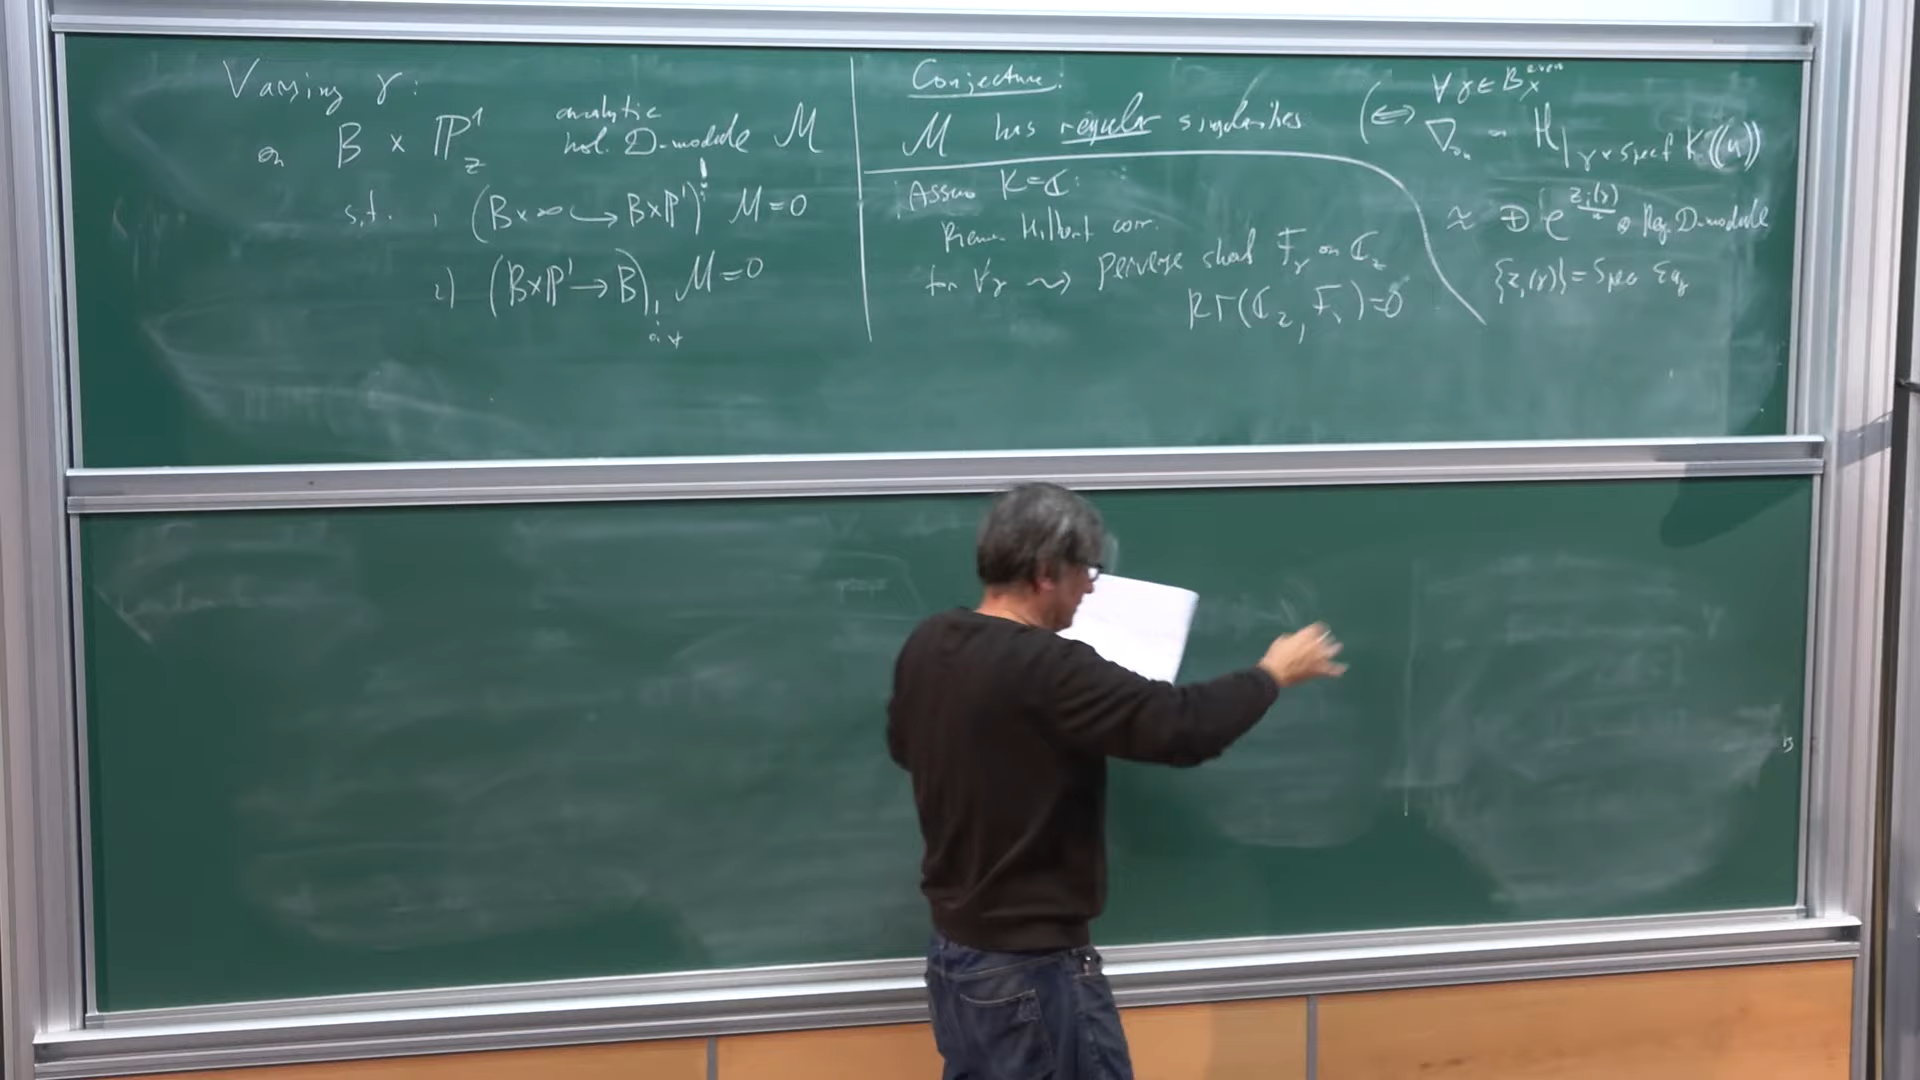 Varying γ:
on B × ℙ¹_z analytic hol. D-module ℳ
s.t. 1) (B×∞ ↪ B×ℙ¹)^! ℳ=0
2) (B×ℙ¹ → B)_! ℳ=0
Conjecture:
ℳ has regular singularities
(⟺ ∀γ∈B_X^even
∇_∂u on H|_γ×Spec K((u))
≈ ⊕ e^{z_i(γ)/u} ⊗ Reg. D-module
{z_i(γ)} = Spec Eu_γ
Assume K=ℂ:
Riem. Hilbert corr.
for ∀γ ⇝ perverse sheaf F_γ on ℂ_z
RΓ(ℂ_z, F_γ)=0